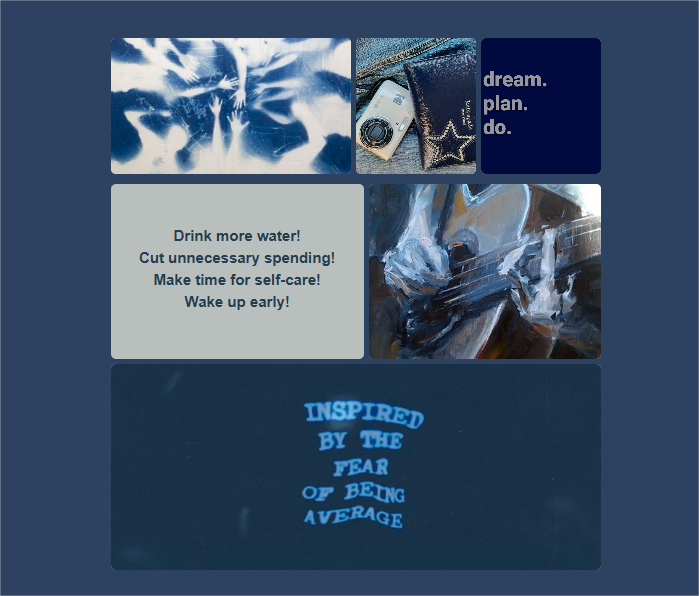 dream.
plan.
do.
Drink more water!
Cut unnecessary spending!
Make time for self-care!
Wake up early!
INSPIRED
BY THE
FEAR
OF BEING
AVERAGE